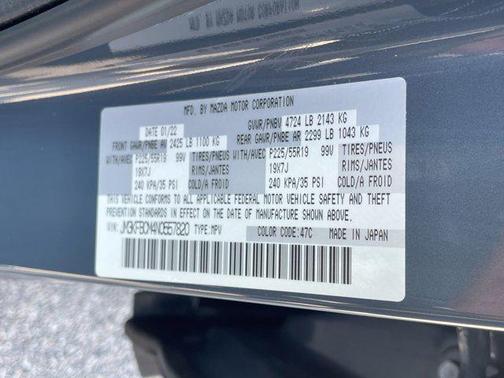 MFD. BY MAZDA MOTOR CORPORATION
DATE 01/22 GVWR/PNBV 4724 LB 2143 KG
FRONT GAWR/PNBE AV 2425 LB 1100 KG REAR GAWR/PNBE AR 2299 LB 1043 KG
WITH/AVEC P225/55R19 99V TIRES/PNEUS WITH/AVEC P225/55R19 99V TIRES/PNEUS
19X7J RIMS/JANTES 19X7J RIMS/JANTES
240 KPA/35 PSI COLD/A FROID 240 KPA/35 PSI COLD/A FROID
THIS VEHICLE CONFORMS TO ALL APPLICABLE FEDERAL MOTOR VEHICLE SAFETY AND THEFT
PREVENTION STANDARDS IN EFFECT ON THE DATE OF MANUFACTURE SHOWN ABOVE.
VIN: TYPE:MPV COLOR CODE:47C MADE IN JAPAN